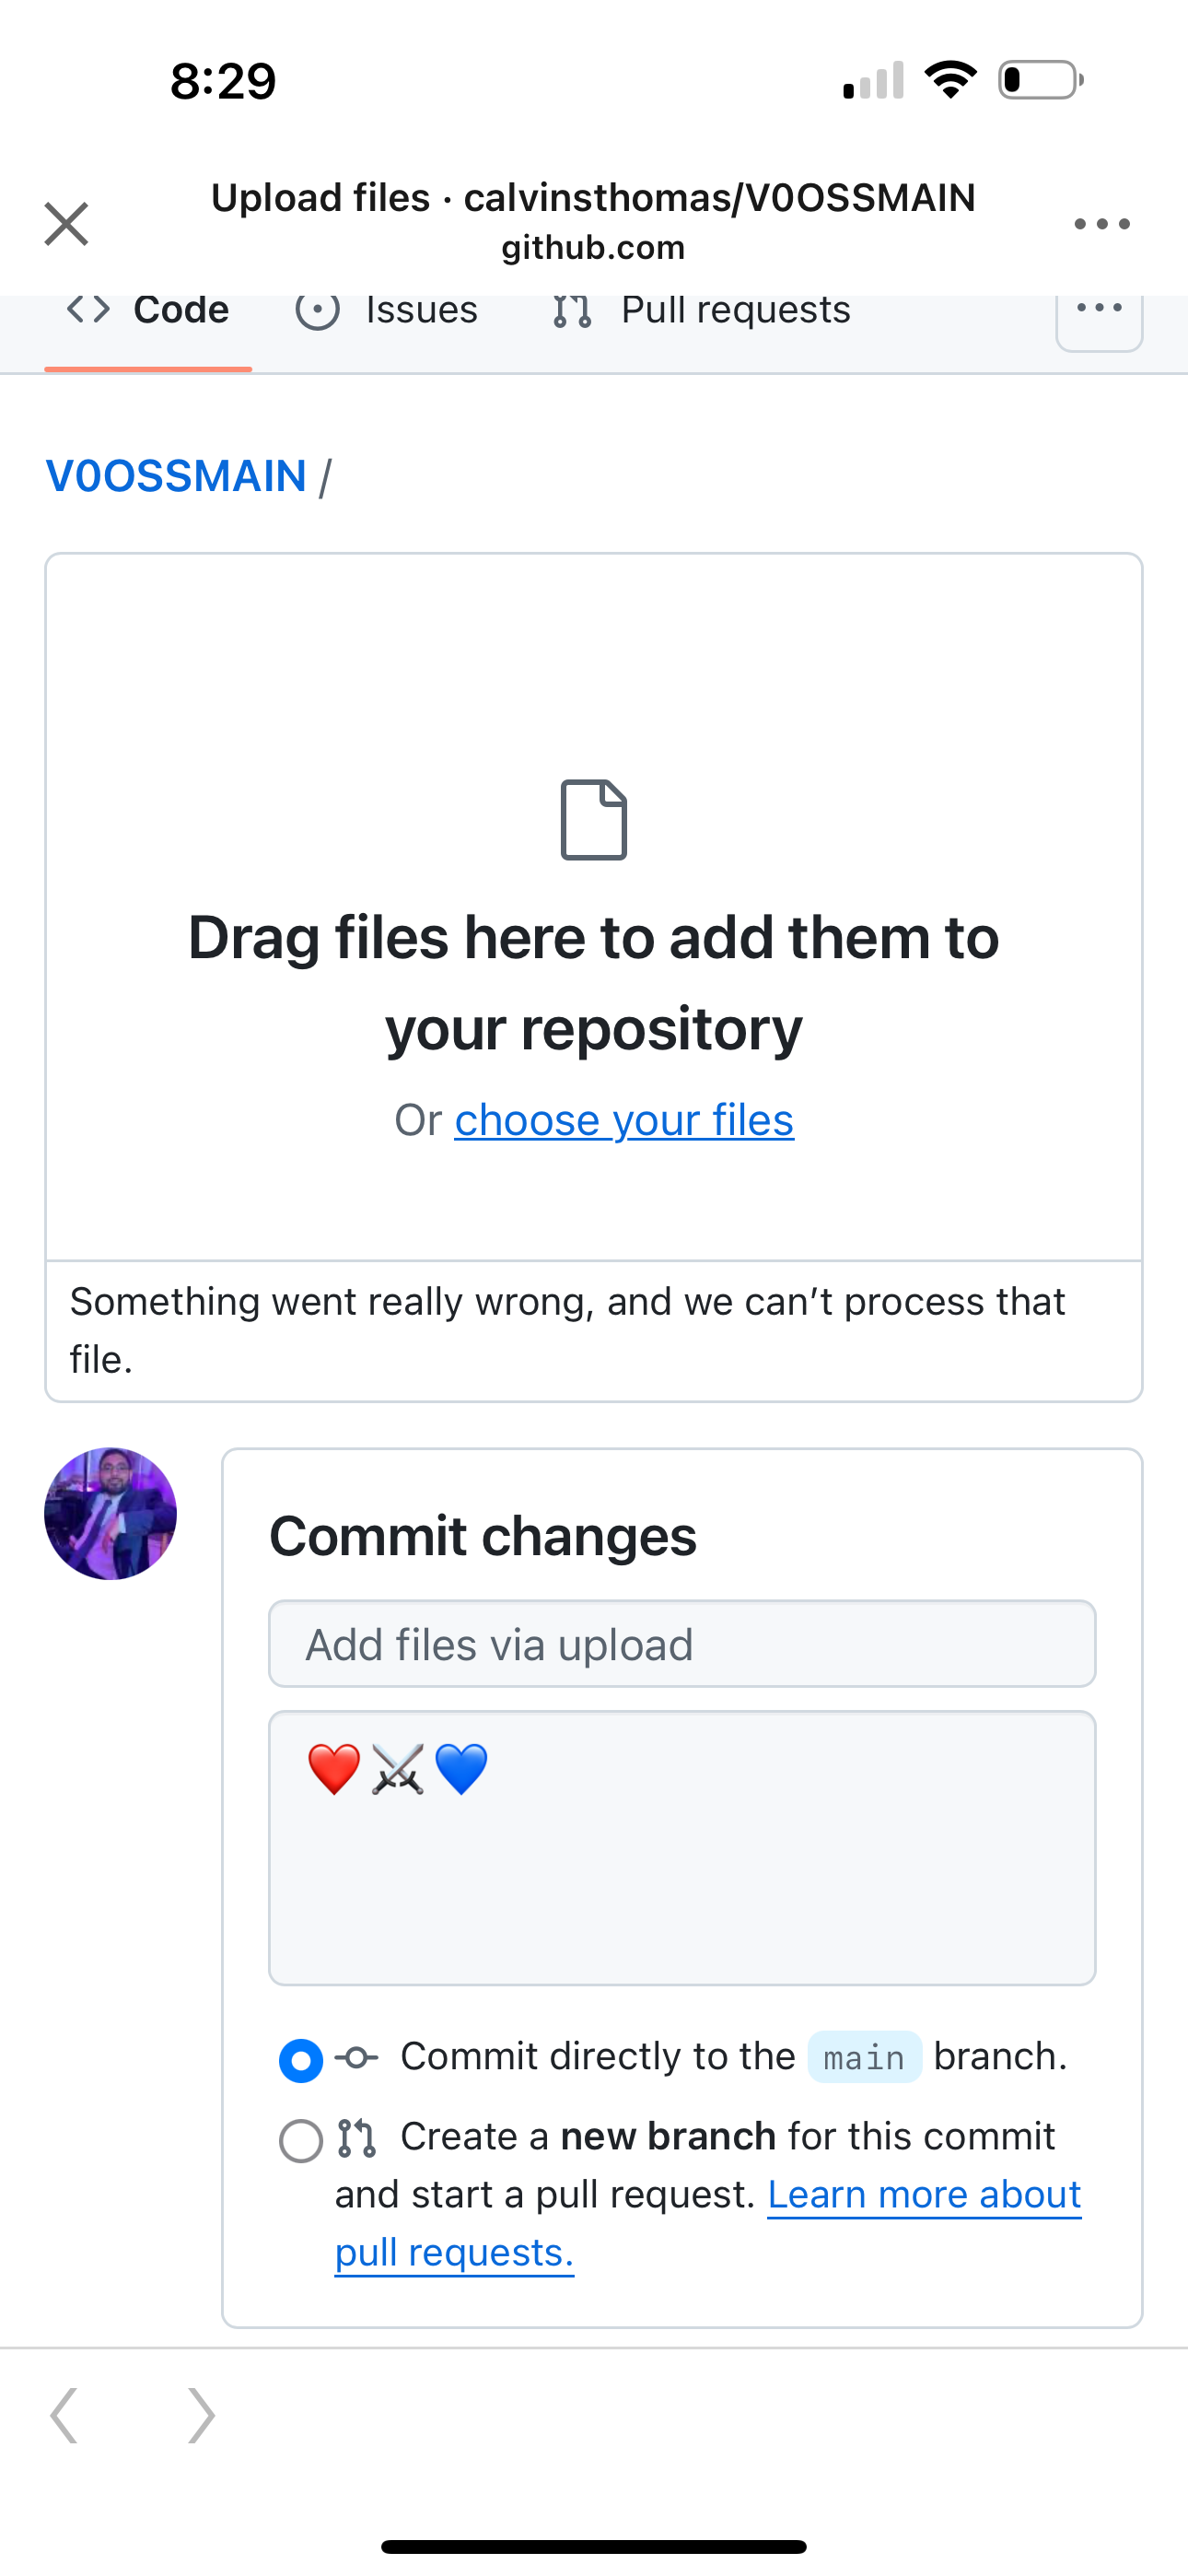 8:29
Upload files · calvinsthomas/V0OSSMAIN
github.com
Code Issues Pull requests
V0OSSMAIN /
Drag files here to add them to
your repository
Or choose your files
Something went really wrong, and we can’t process that
file.
Commit changes
Add files via upload
❤️⚔️💙
Commit directly to the main branch.
Create a new branch for this commit
and start a pull request. Learn more about
pull requests.